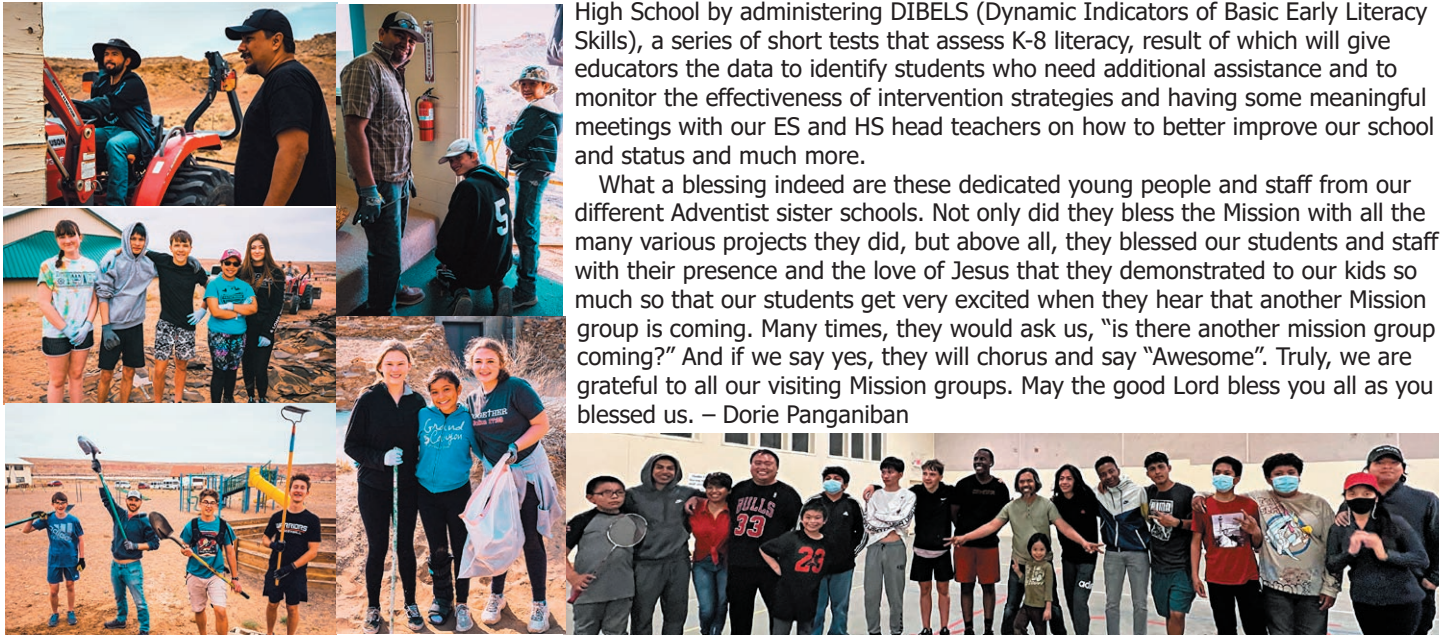 High School by administering DIBELS (Dynamic Indicators of Basic Early Literacy
Skills), a series of short tests that assess K-8 literacy, result of which will give
educators the data to identify students who need additional assistance and to
monitor the effectiveness of intervention strategies and having some meaningful
meetings with our ES and HS head teachers on how to better improve our school
and status and much more.
What a blessing indeed are these dedicated young people and staff from our
different Adventist sister schools. Not only did they bless the Mission with all the
many various projects they did, but above all, they blessed our students and staff
with their presence and the love of Jesus that they demonstrated to our kids so
much so that our students get very excited when they hear that another Mission
group is coming. Many times, they would ask us, “is there another mission group
coming?” And if we say yes, they will chorus and say “Awesome”. Truly, we are
grateful to all our visiting Mission groups. May the good Lord bless you all as you
blessed us. – Dorie Panganiban
5
Grand
Canyon
WARRIORS
BULLS
33
23
PUMA
adidas